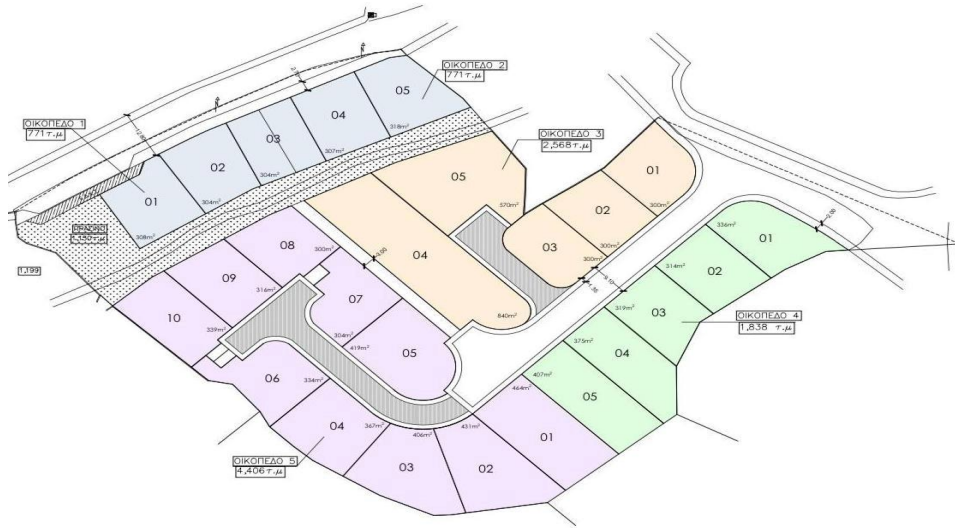 ΟΙΚΟΠΕΔΟ 2
771 τ.μ
05
318m²
04
307m²
03
304m²
02
304m²
01
308m²
ΟΙΚΟΠΕΔΟ 1
771 τ.μ
ΟΙΚΟΠΕΔΟ 3
2,568 τ.μ
05
570m²
01
300m²
02
300m²
03
300m²
04
840m²
ΠΡΑΣΙΝΟ
1,199
08
300m²
09
316m²
10
339m²
07
304m²
419m²
05
06
334m²
04
367m²
03
406m²
02
431m²
01
464m²
ΟΙΚΟΠΕΔΟ 5
4,406 τ.μ
01
336m²
02
314m²
03
319m²
04
375m²
05
407m²
ΟΙΚΟΠΕΔΟ 4
1,838 τ.μ
9.10